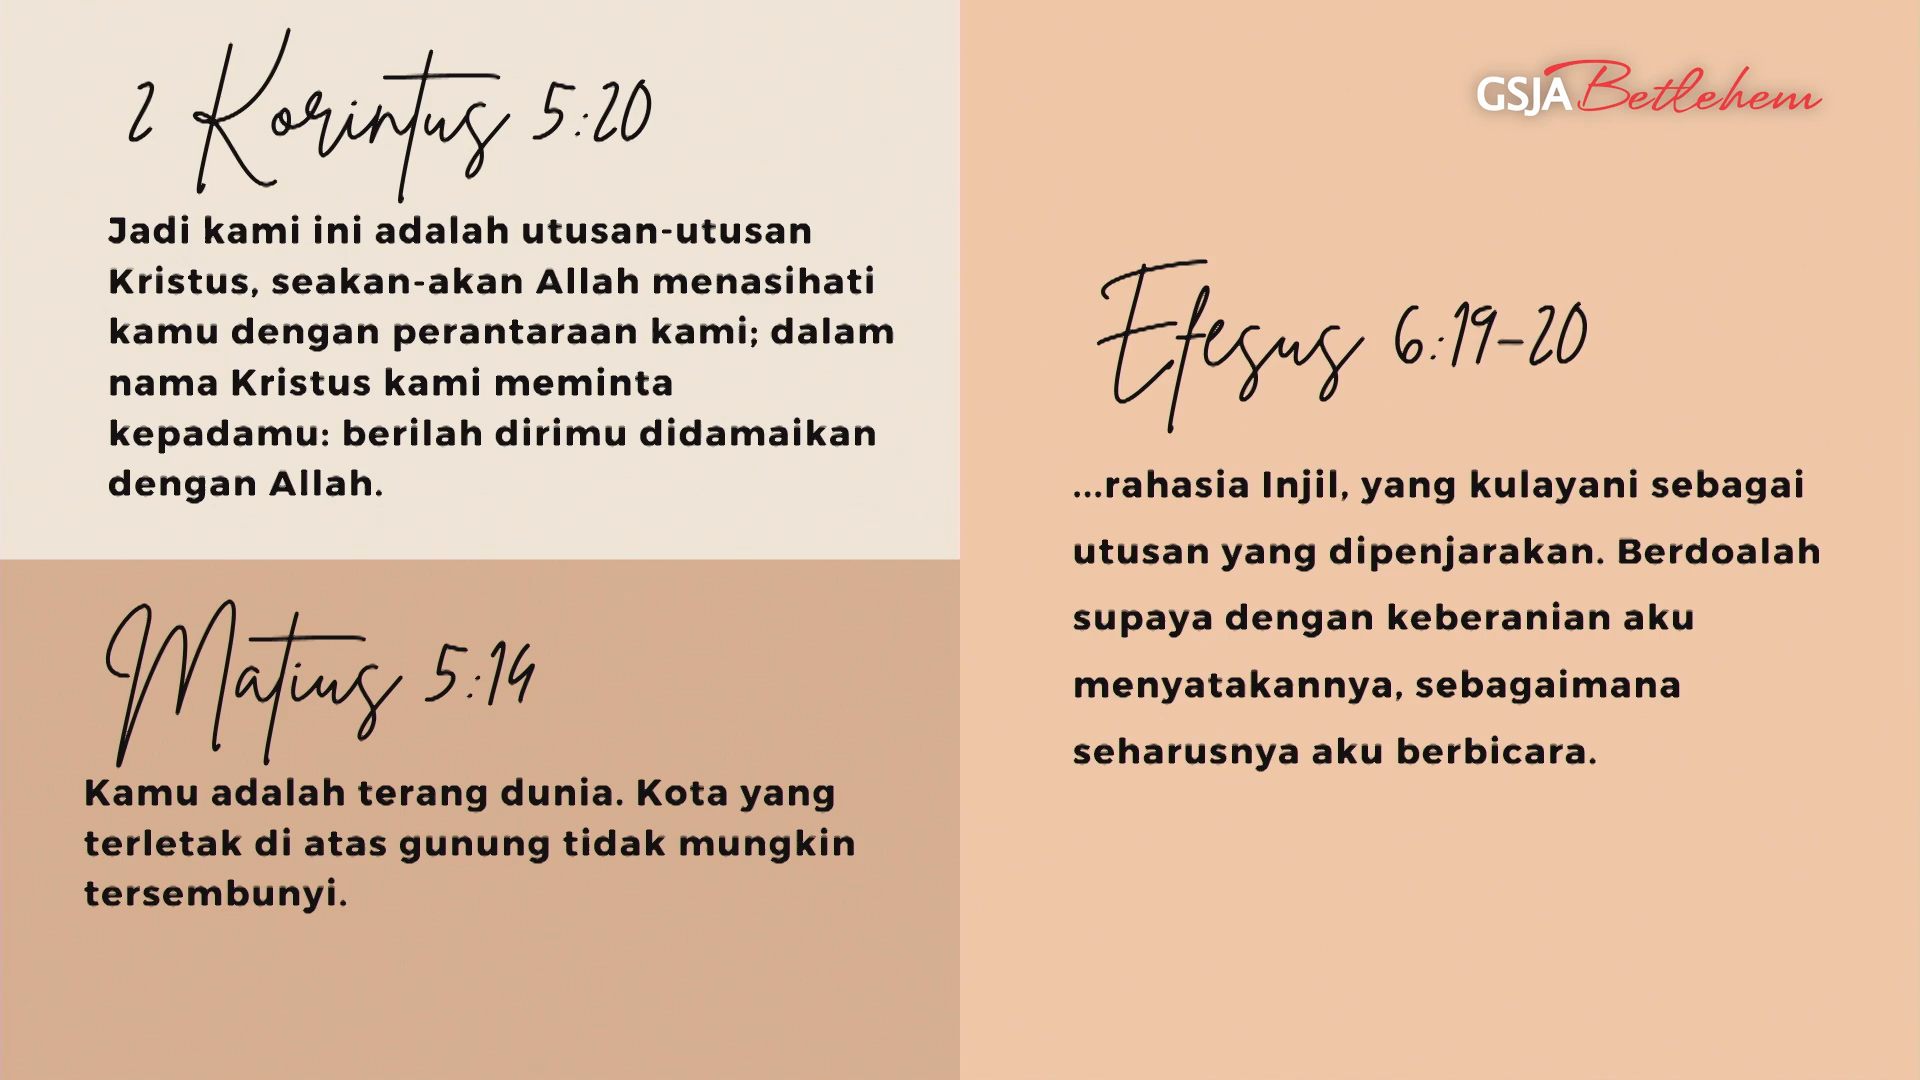 2 Korintus 5:20
Jadi kami ini adalah utusan-utusan
Kristus, seakan-akan Allah menasihati
kamu dengan perantaraan kami; dalam
nama Kristus kami meminta
kepadamu: berilah dirimu didamaikan
dengan Allah.
Matius 5:14
Kamu adalah terang dunia. Kota yang
terletak di atas gunung tidak mungkin
tersembunyi.
GSJA Betlehem
Efesus 6:19-20
...rahasia Injil, yang kulayani sebagai
utusan yang dipenjarakan. Berdoalah
supaya dengan keberanian aku
menyatakannya, sebagaimana
seharusnya aku berbicara.